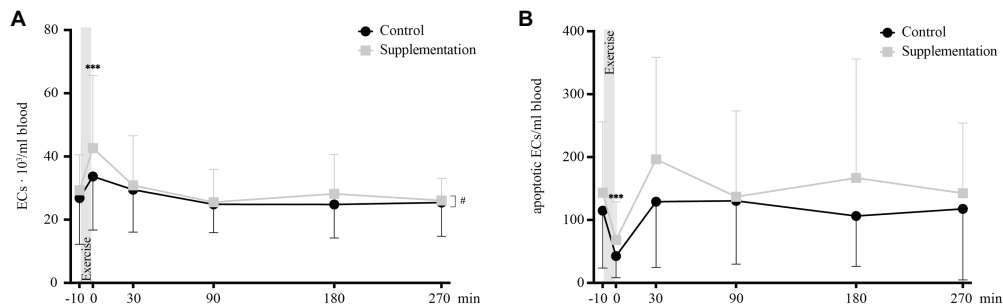 A
80
60
40
20
0
ECs · 10³/ml blood
Exercise
***
Control
Supplementation
#
-10 0 30 90 180 270 min
B
400
300
200
100
0
apoptotic ECs/ml blood
Exercise
***
Control
Supplementation
-10 0 30 90 180 270 min